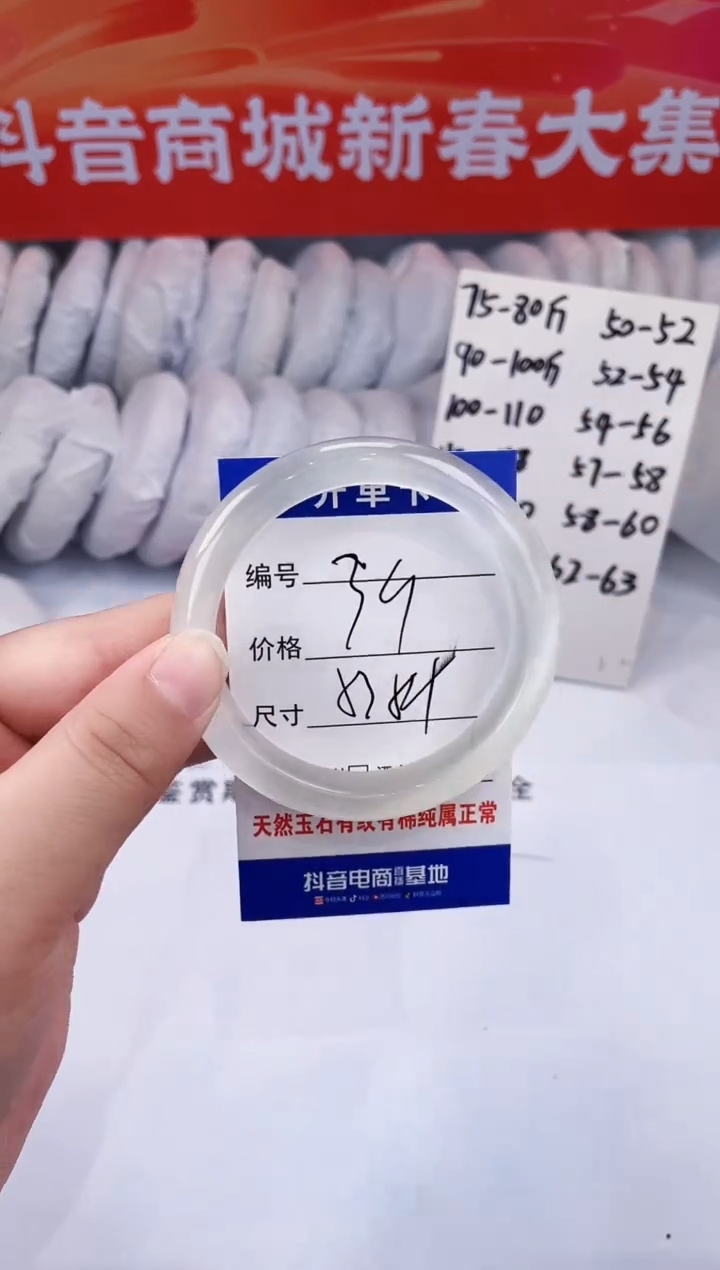 抖音商城新春大集
75-80斤 50-52
90-100斤 52-54
100-110 54-56
57-58
58-60
62-63
开单卡
编号
价格
尺寸
天然玉石有纹有棉纯属正常
抖音电商直播基地